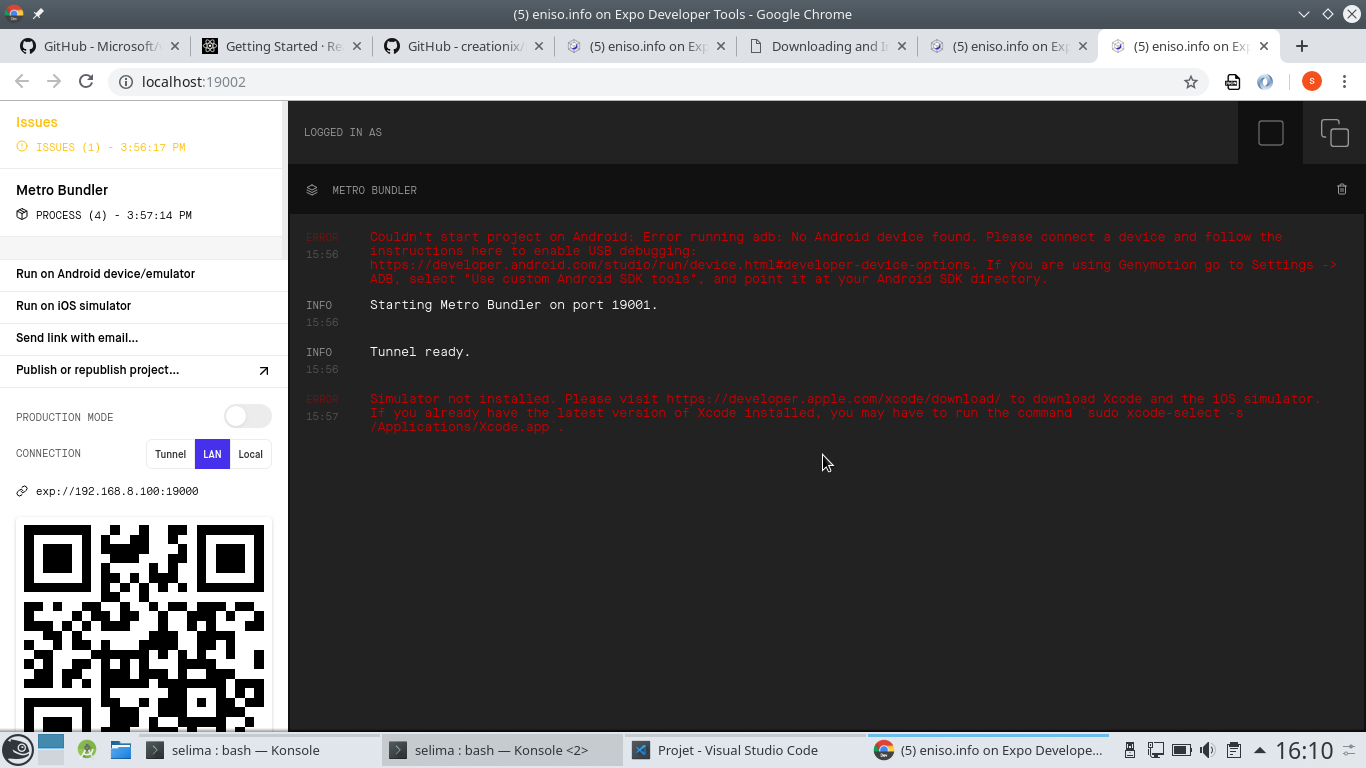 (5) eniso.info on Expo Developer Tools - Google Chrome
GitHub - Microsoft/
Getting Started · Re
GitHub - creationix/
(5) eniso.info on Exp
Downloading and I
(5) eniso.info on Exp
(5) eniso.info on Exp
localhost:19002
S
Issues
ISSUES (1) - 3:56:17 PM
Metro Bundler
PROCESS (4) - 3:57:14 PM
Run on Android device/emulator
Run on iOS simulator
Send link with email…
Publish or republish project…
PRODUCTION MODE
CONNECTION
Tunnel
LAN
Local
exp://192.168.8.100:19000
LOGGED IN AS
METRO BUNDLER
ERROR
15:56
Couldn't start project on Android: Error running adb: No Android device found. Please connect a device and follow the
instructions here to enable USB debugging:
https://developer.android.com/studio/run/device.html#developer-device-options. If you are using Genymotion go to Settings ->
ADB, select "Use custom Android SDK tools", and point it at your Android SDK directory.
INFO
15:56
Starting Metro Bundler on port 19001.
INFO
15:56
Tunnel ready.
ERROR
15:57
Simulator not installed. Please visit https://developer.apple.com/xcode/download/ to download Xcode and the iOS simulator.
If you already have the latest version of Xcode installed, you may have to run the command `sudo xcode-select -s
/Applications/Xcode.app`.
selima : bash — Konsole
selima : bash — Konsole <2>
Projet - Visual Studio Code
(5) eniso.info on Expo Develope...
16:10